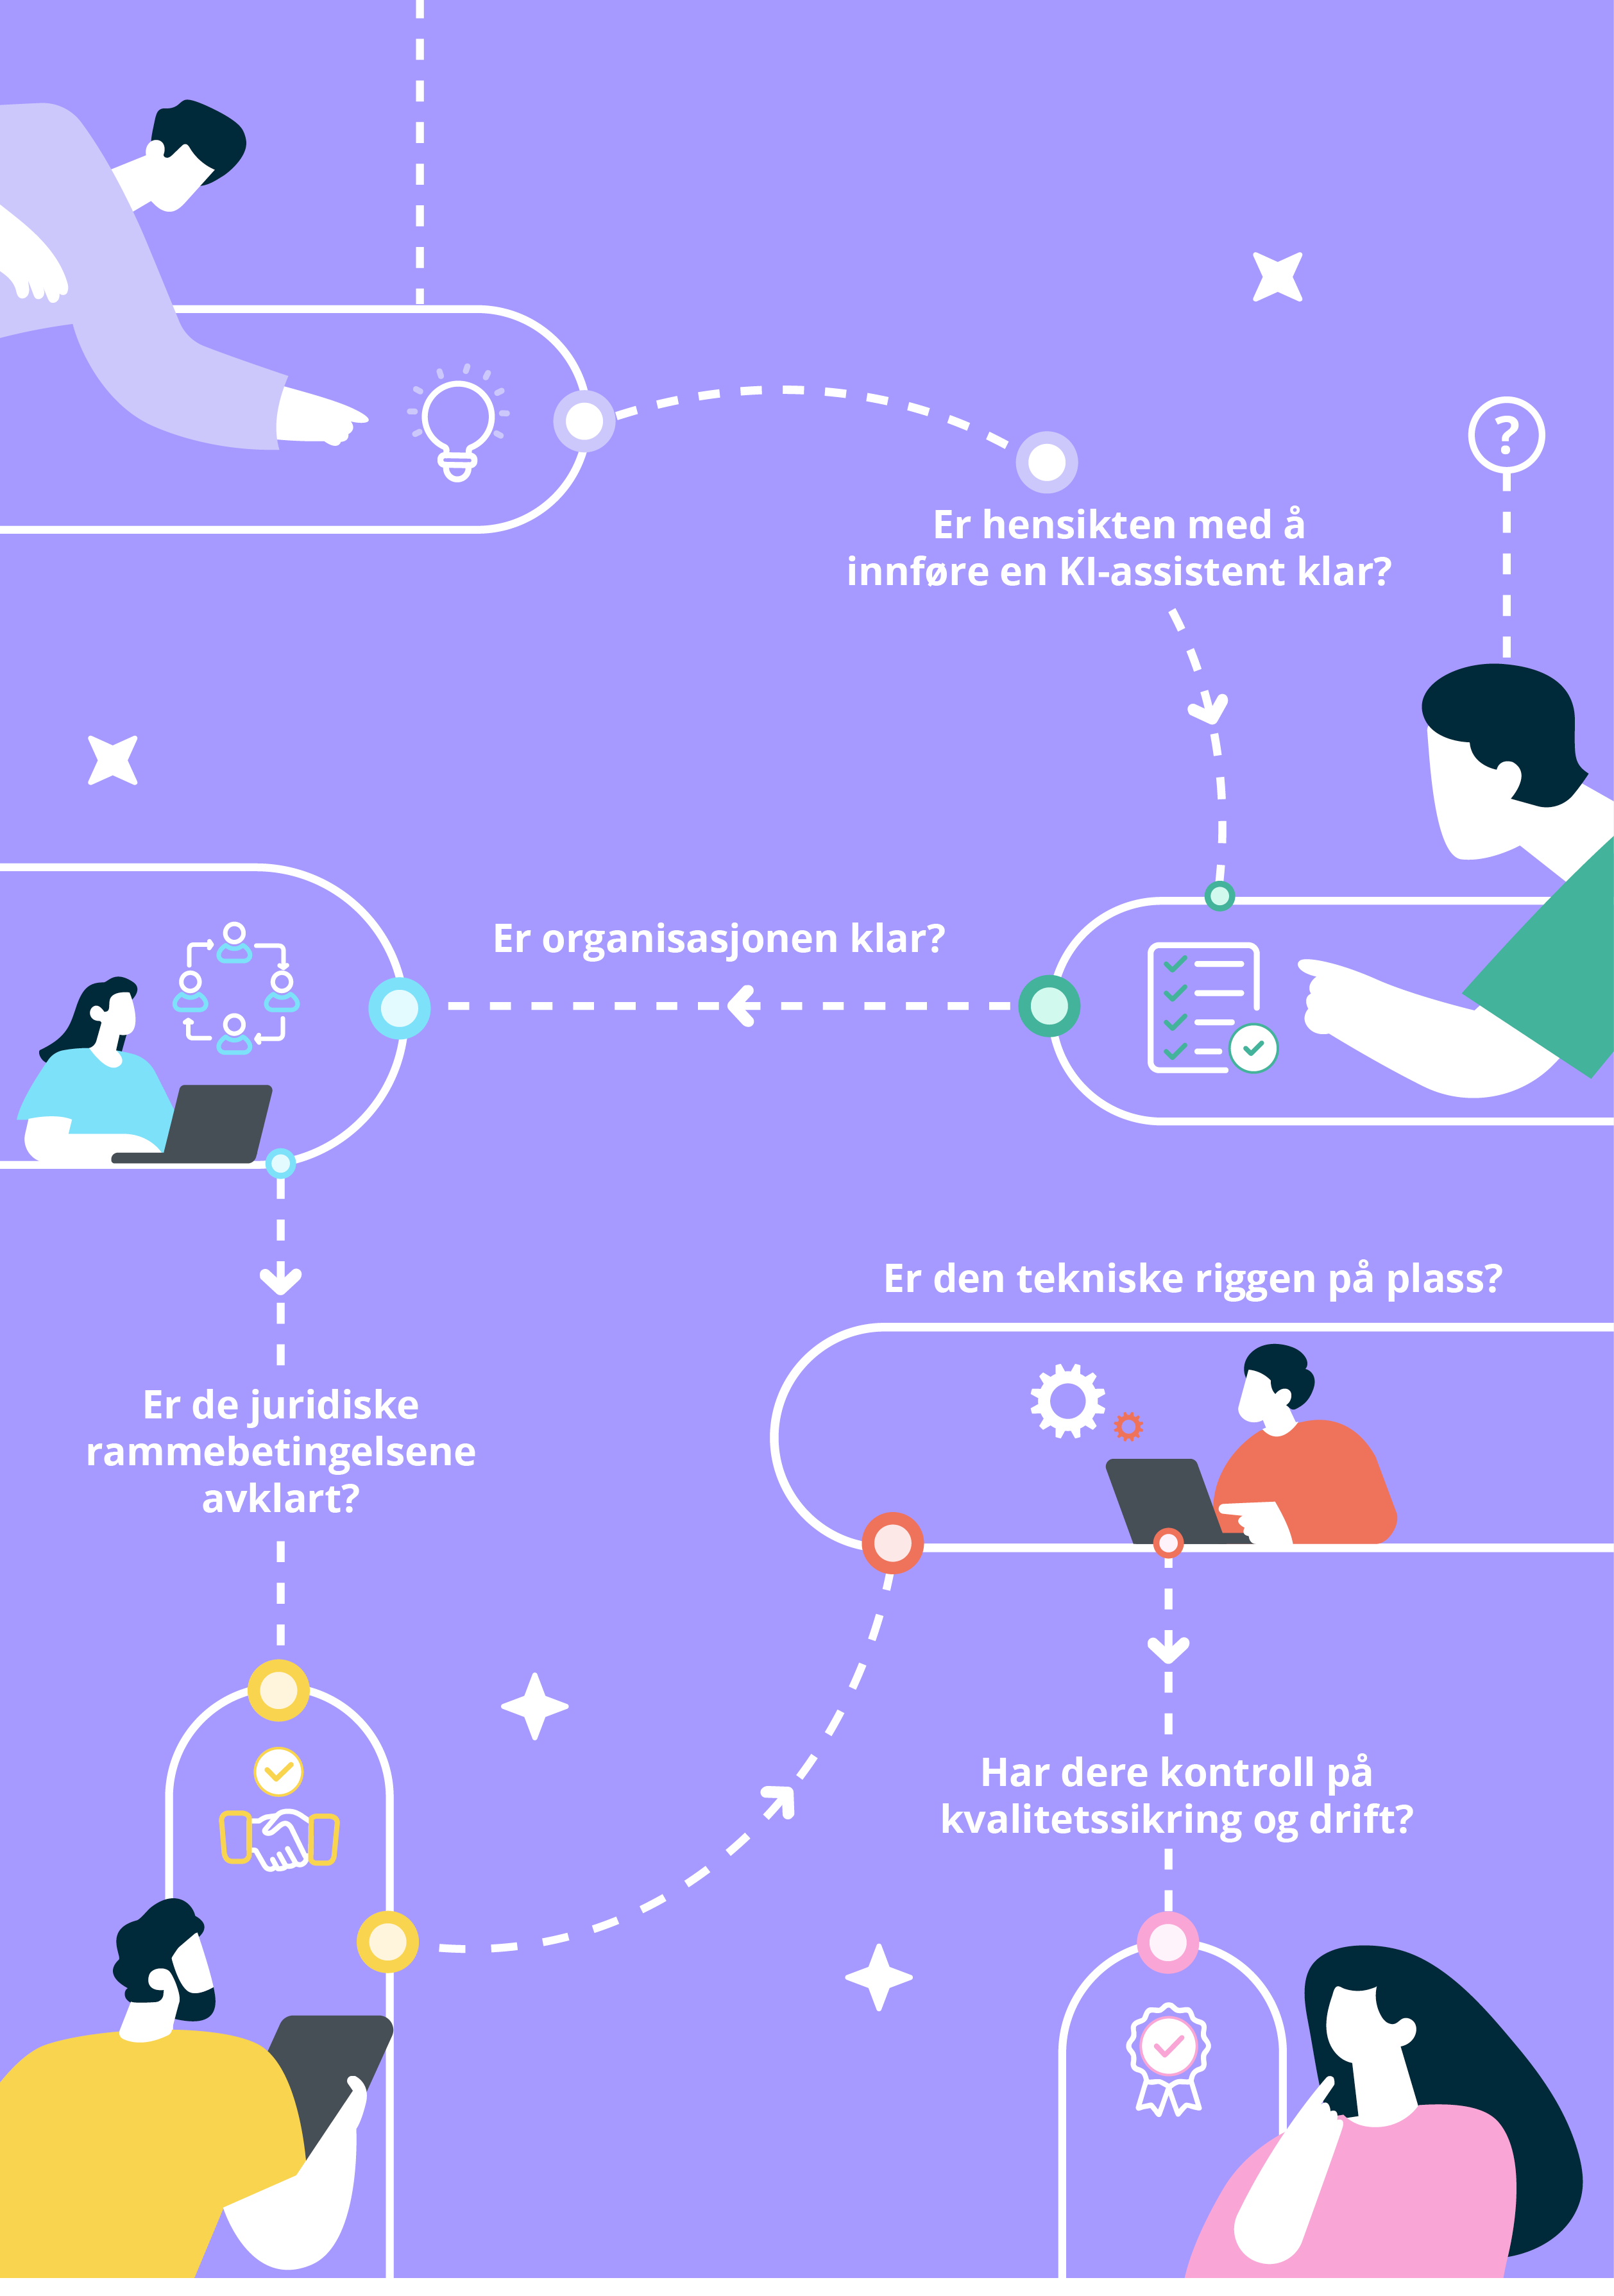 ?
Er hensikten med å
innføre en KI-assistent klar?
Er organisasjonen klar?
Er de juridiske
rammebetingelsene
avklart?
Er den tekniske riggen på plass?
Har dere kontroll på
kvalitetssikring og drift?